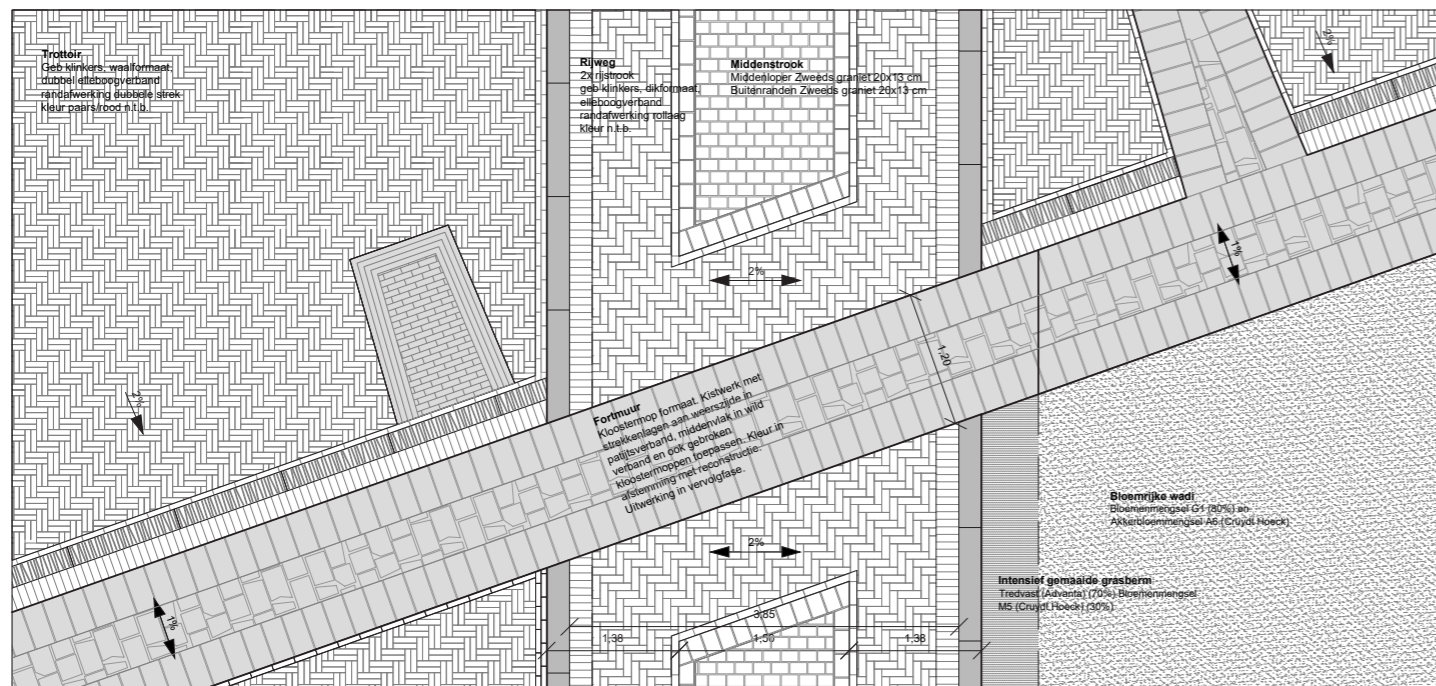 Trottoir
Geb klinkers, waalformaat,
dubbel elleboogverband
randafwerking dubbele strek
kleur paars/rood n.t.b.
Rijweg
2x rijstrook
geb klinkers, dikformaat,
elleboogverband
randafwerking rollaag
kleur n.t.b.
Middenstrook
Middenloper Zweeds graniet 20x13 cm
Buitenranden Zweeds graniet 20x13 cm
2%
1%
2%
1,20
2%
Fortmuur
Kloostermop formaat. Kistwerk met
strekkenlagen aan weerszijde in
patijtsverband, middenvlak in wild
verband en ook gebroken
kloostermoppen toepassen. Kleur in
afstemming met reconstructie.
Uitwerking in vervolgfase.
Bloemrijke wadi
Bloemenmengsel G1 (80%) en
Akkerbloemmengsel A6 (Cruydt Hoeck)
2%
Intensief gemaaide grasberm
Tredvast (Advanta) (70%) Bloemenmengsel
M5 (Cruydt Hoeck) (30%)
1%
3,85
1,38
1,50
1,38